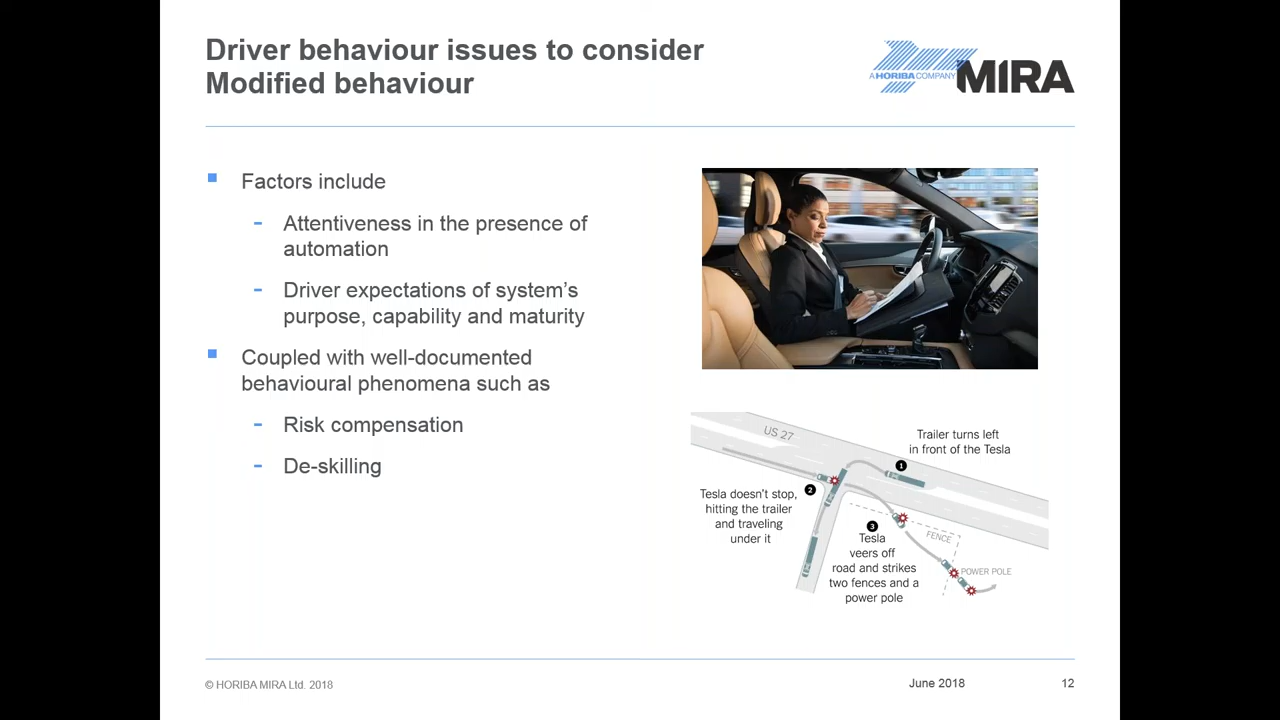 Driver behaviour issues to consider
Modified behaviour
A HORIBA COMPANY
MIRA
Factors include
Attentiveness in the presence of
automation
Driver expectations of system's
purpose, capability and maturity
Coupled with well-documented
behavioural phenomena such as
Risk compensation
De-skilling
US 27
Trailer turns left
in front of the Tesla
1
2
Tesla doesn't stop,
hitting the trailer
and traveling
under it
3
Tesla
veers off
road and strikes
two fences and a
power pole
FENCE
POWER POLE
© HORIBA MIRA Ltd. 2018
June 2018
12